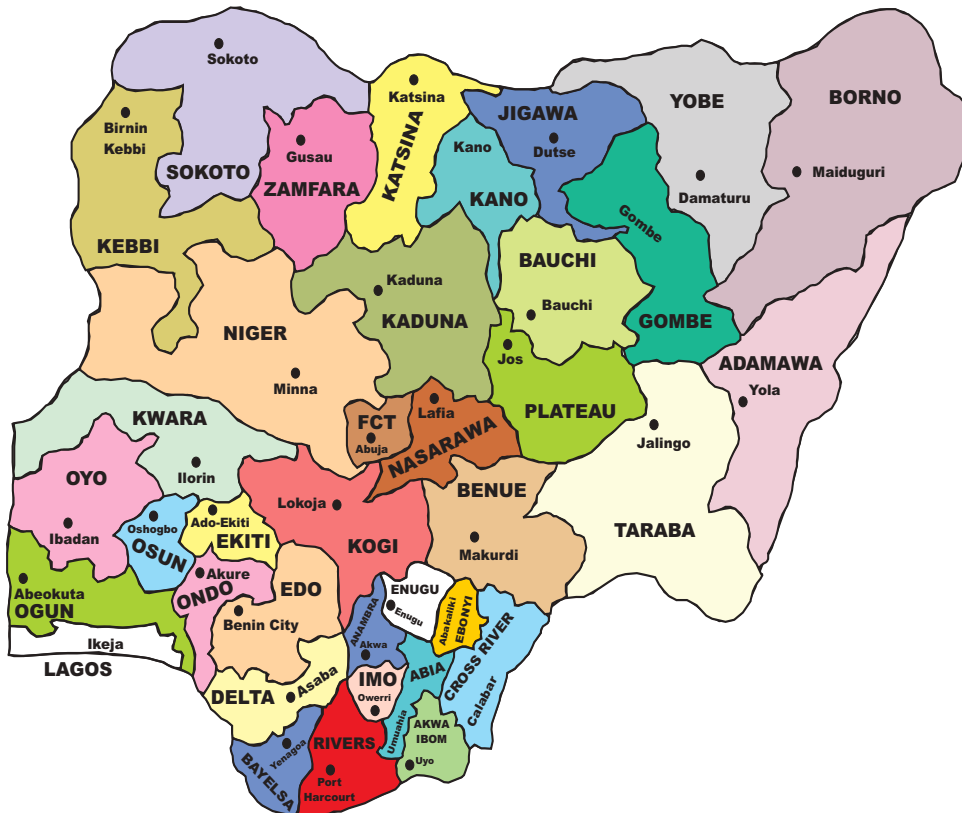 Sokoto
Katsina
YOBE
BORNO
JIGAWA
Birnin
Kebbi
Gusau
KATSINA
Kano
Dutse
SOKOTO
ZAMFARA
KANO
Damaturu
Maiduguri
Gombe
KEBBI
BAUCHI
Kaduna
Bauchi
NIGER
KADUNA
GOMBE
Jos
ADAMAWA
Minna
Yola
KWARA
FCT
Lafia
PLATEAU
Abuja
NASARAWA
Jalingo
OYO
Ilorin
BENUE
Lokoja
Ibadan
Oshogbo
Ado-Ekiti
TARABA
OSUN
EKITI
KOGI
Makurdi
Akure
Abeokuta
OGUN
ONDO
EDO
ENUGU
Benin City
ANAMBRA
Enugu
Abakaliki
EBONYI
Ikeja
Akwa
CROSS RIVER
LAGOS
IMO
ABIA
DELTA
Asaba
Owerri
Calabar
Umuahia
AKWA
IBOM
RIVERS
Yenagoa
BAYELSA
Uyo
Port
Harcourt